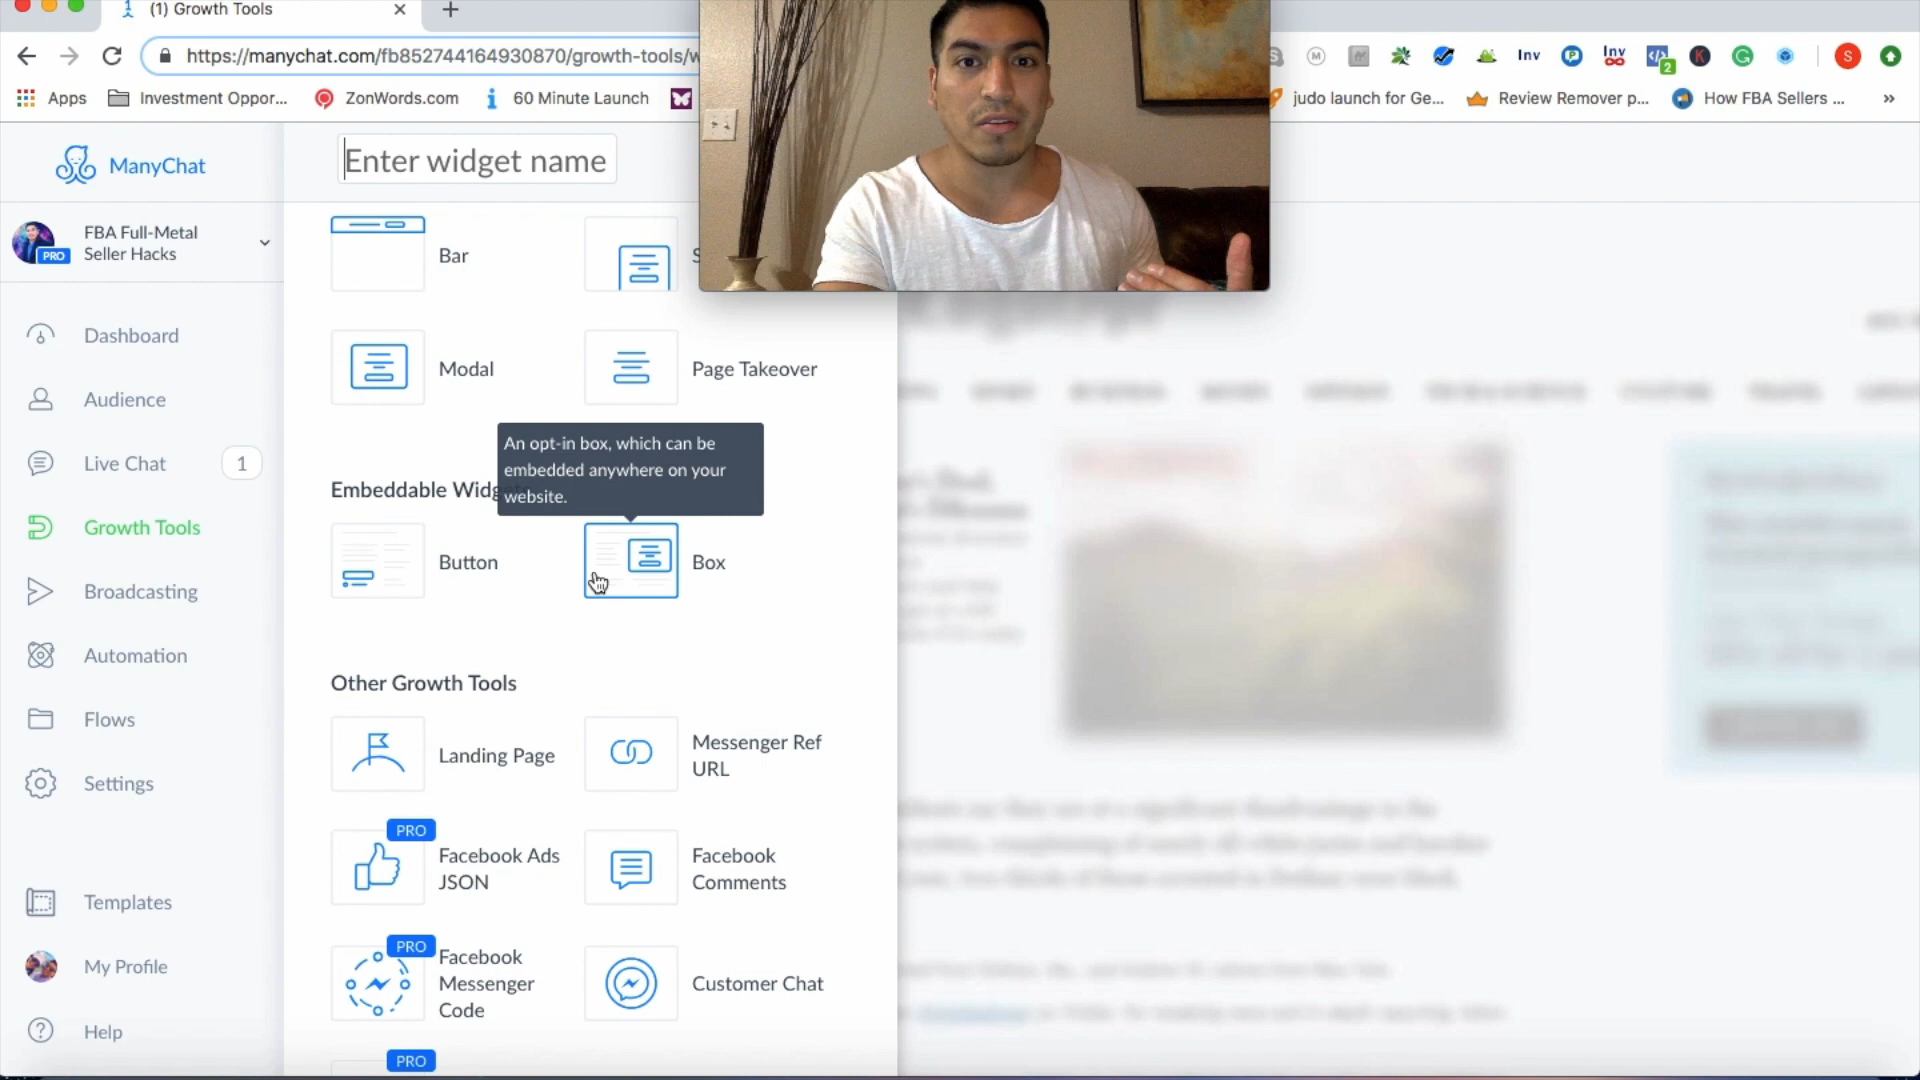 (1) Growth Tools
https://manychat.com/fb852744164930870/growth-tools/
Inv
Inv
2
K
S
Apps
Investment Oppor...
ZonWords.com
60 Minute Launch
judo launch for Ge...
Review Remover p...
How FBA Sellers ...
»
ManyChat
Enter widget name
FBA Full-Metal
Seller Hacks
PRO
Dashboard
Audience
Live Chat
1
Growth Tools
Broadcasting
Automation
Flows
Settings
Templates
My Profile
Help
Bar
Modal
Page Takeover
An opt-in box, which can be
embedded anywhere on your
website.
Embeddable
Button
Box
Other Growth Tools
Landing Page
Messenger Ref
URL
PRO
Facebook Ads
JSON
Facebook
Comments
PRO
Facebook
Messenger
Code
Customer Chat
PRO